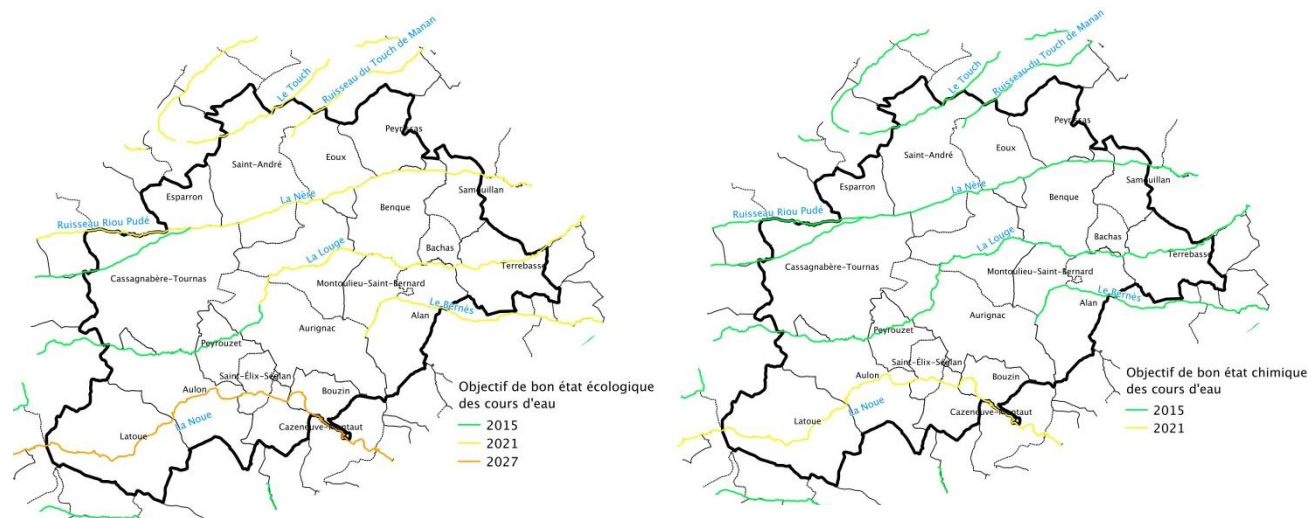 Le Touch
Ruisseau du Touch de Manan
Peyrissas
Saint-André
Eoux
Esparron
La Nère
Samouillan
Benque
Ruisseau Riou Pudé
Bachas
La Louge
Terrebasse
Cassagnabère-Tournas
Montoulieu-Saint-Bernard
Le Bernès
Alan
Aurignac
Peyrouzet
Saint-Élix-Séglan
Aulon
Bouzin
La Noue
Latoue
Cazeneuve-Montaut
Objectif de bon état écologique
des cours d'eau
2015
2021
2027
Le Touch
Ruisseau du Touch de Manan
Peyrissas
Saint-André
Eoux
Esparron
La Nère
Samouillan
Benque
Ruisseau Riou Pudé
Bachas
La Louge
Terrebasse
Cassagnabère-Tournas
Montoulieu-Saint-Bernard
Le Bernès
Alan
Aurignac
Peyrouzet
Saint-Élix-Séglan
Aulon
Bouzin
La Noue
Latoue
Cazeneuve-Montaut
Objectif de bon état chimique
des cours d'eau
2015
2021